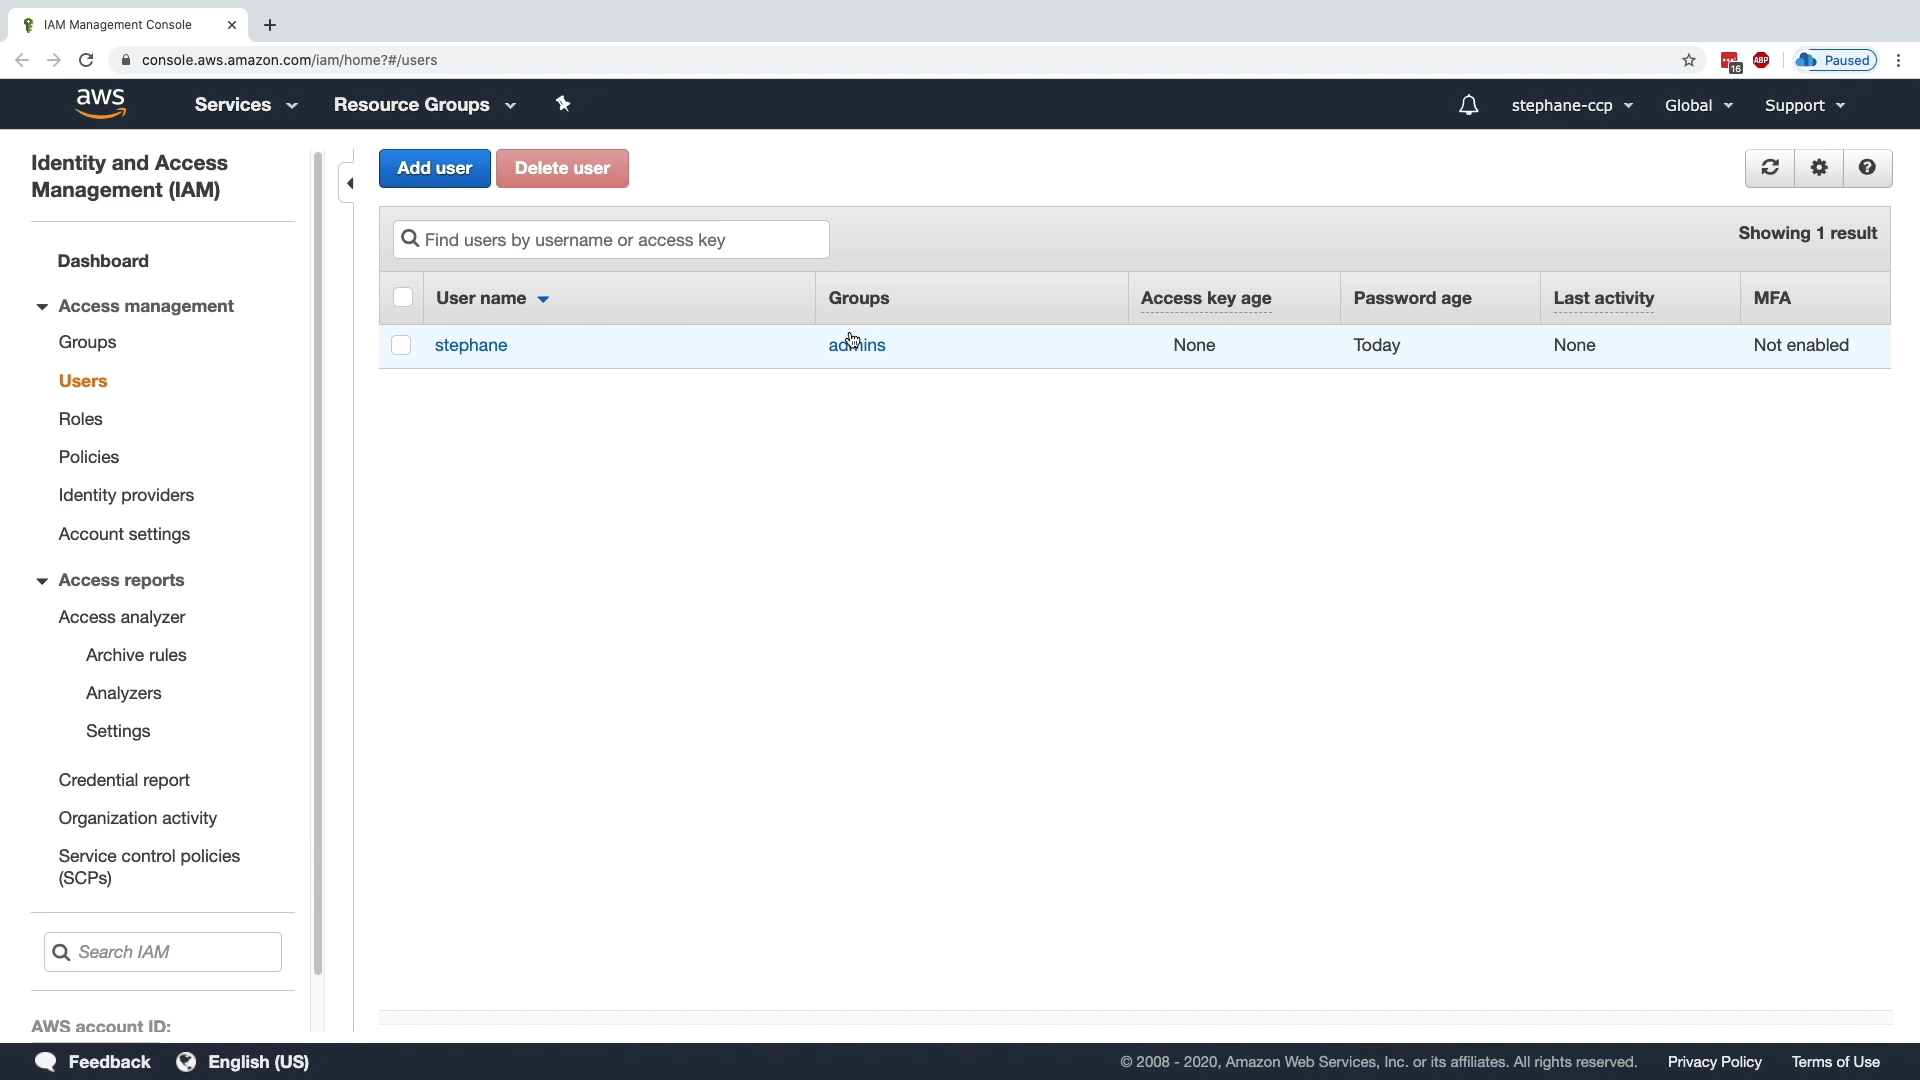 IAM Management Console
console.aws.amazon.com/iam/home?#/users
16
ABP
Paused
aws
Services
Resource Groups
stephane-ccp
Global
Support
Identity and Access
Management (IAM)
Dashboard
Access management
Groups
Users
Roles
Policies
Identity providers
Account settings
Access reports
Access analyzer
Archive rules
Analyzers
Settings
Credential report
Organization activity
Service control policies
(SCPs)
Search IAM
AWS account ID:
Add user
Delete user
Find users by username or access key
Showing 1 result
User name Groups Access key age Password age Last activity MFA
stephane admins None Today None Not enabled
Feedback
English (US)
© 2008 - 2020, Amazon Web Services, Inc. or its affiliates. All rights reserved.
Privacy Policy
Terms of Use